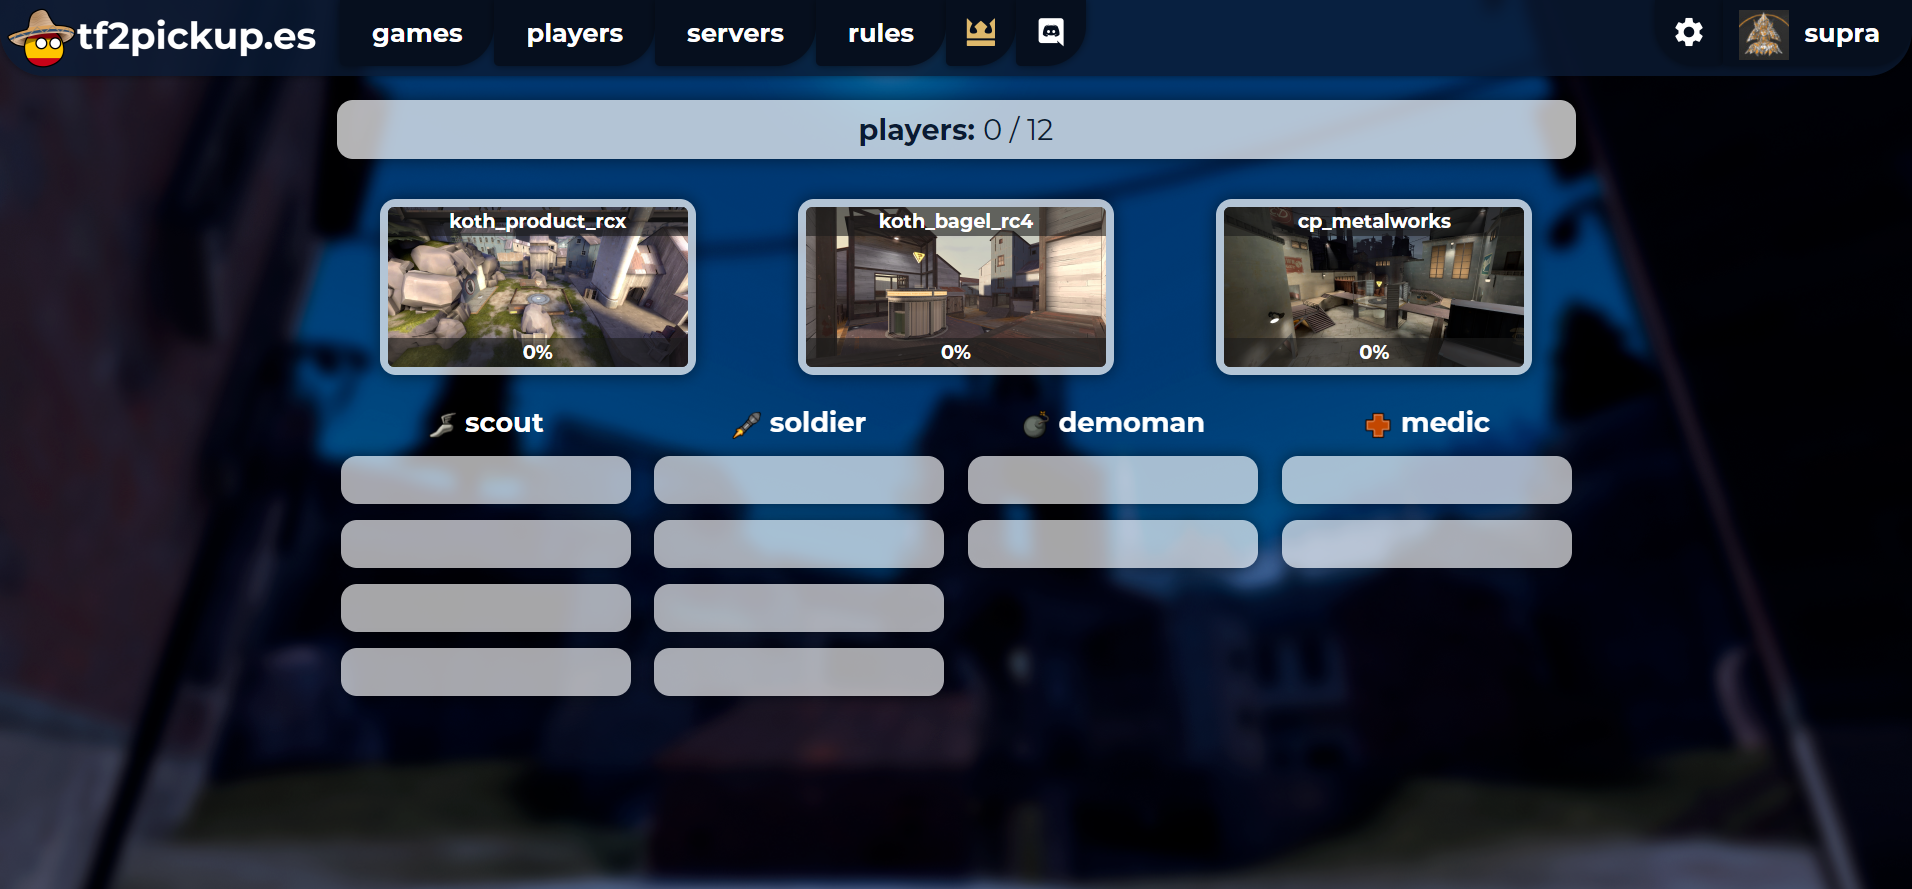 tf2pickup.es
games
players
servers
rules
supra
players: 0 / 12
koth_product_rcx
0%
koth_bagel_rc4
0%
cp_metalworks
0%
scout
soldier
demoman
medic